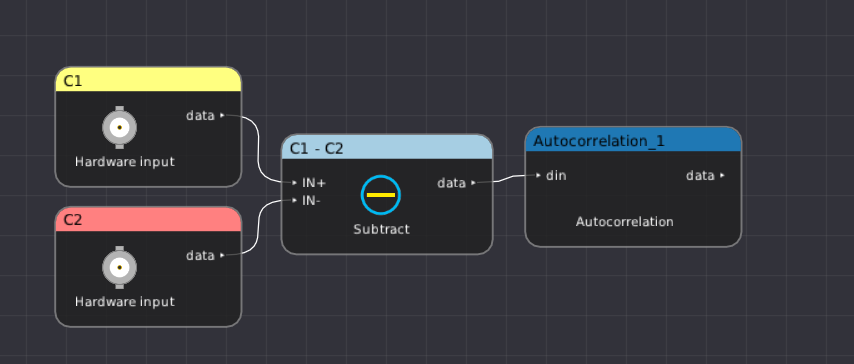 C1
data
Hardware input
C2
data
Hardware input
C1 - C2
IN+
IN-
data
Subtract
Autocorrelation_1
din
data
Autocorrelation